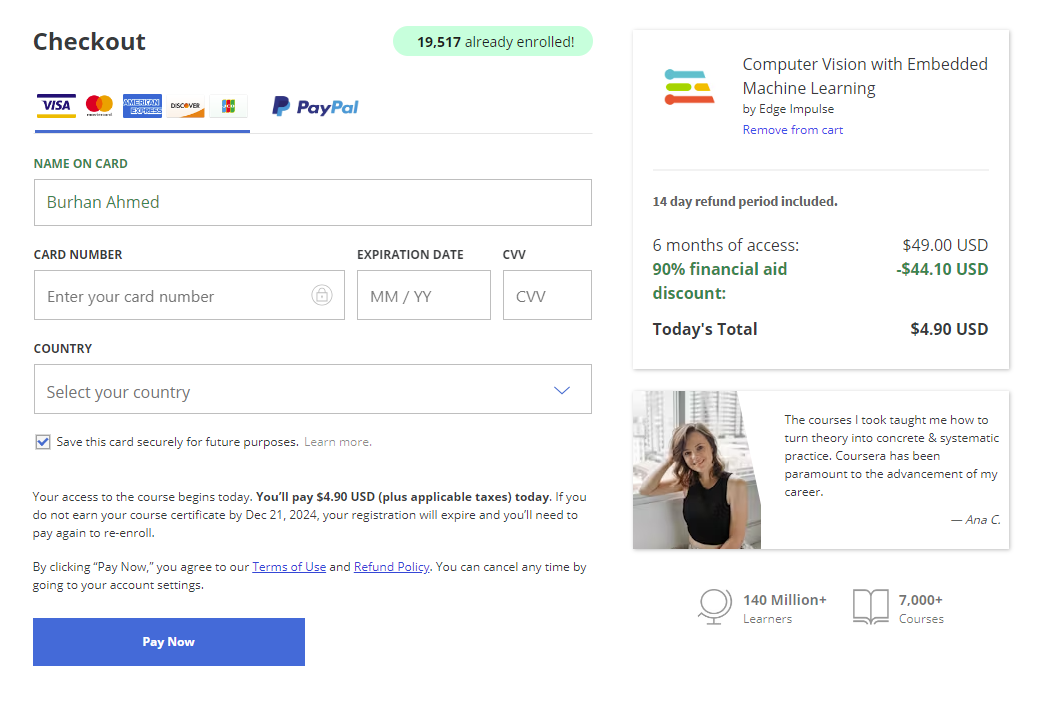 Checkout
19,517 already enrolled!
VISA
mastercard
AMERICAN
EXPRESS
DISCOVER
JCB
PayPal
NAME ON CARD
Burhan Ahmed
CARD NUMBER
EXPIRATION DATE
CVV
Enter your card number
MM / YY
CVV
COUNTRY
Select your country
Save this card securely for future purposes. Learn more.
Your access to the course begins today. You’ll pay $4.90 USD (plus applicable taxes) today. If you
do not earn your course certificate by Dec 21, 2024, your registration will expire and you’ll need to
pay again to re-enroll.
By clicking “Pay Now,” you agree to our Terms of Use and Refund Policy. You can cancel any time by
going to your account settings.
Pay Now
Computer Vision with Embedded
Machine Learning
by Edge Impulse
Remove from cart
14 day refund period included.
6 months of access: $49.00 USD
90% financial aid -$44.10 USD
discount:
Today's Total $4.90 USD
The courses I took taught me how to
turn theory into concrete & systematic
practice. Coursera has been
paramount to the advancement of my
career.
— Ana C.
140 Million+
Learners
7,000+
Courses